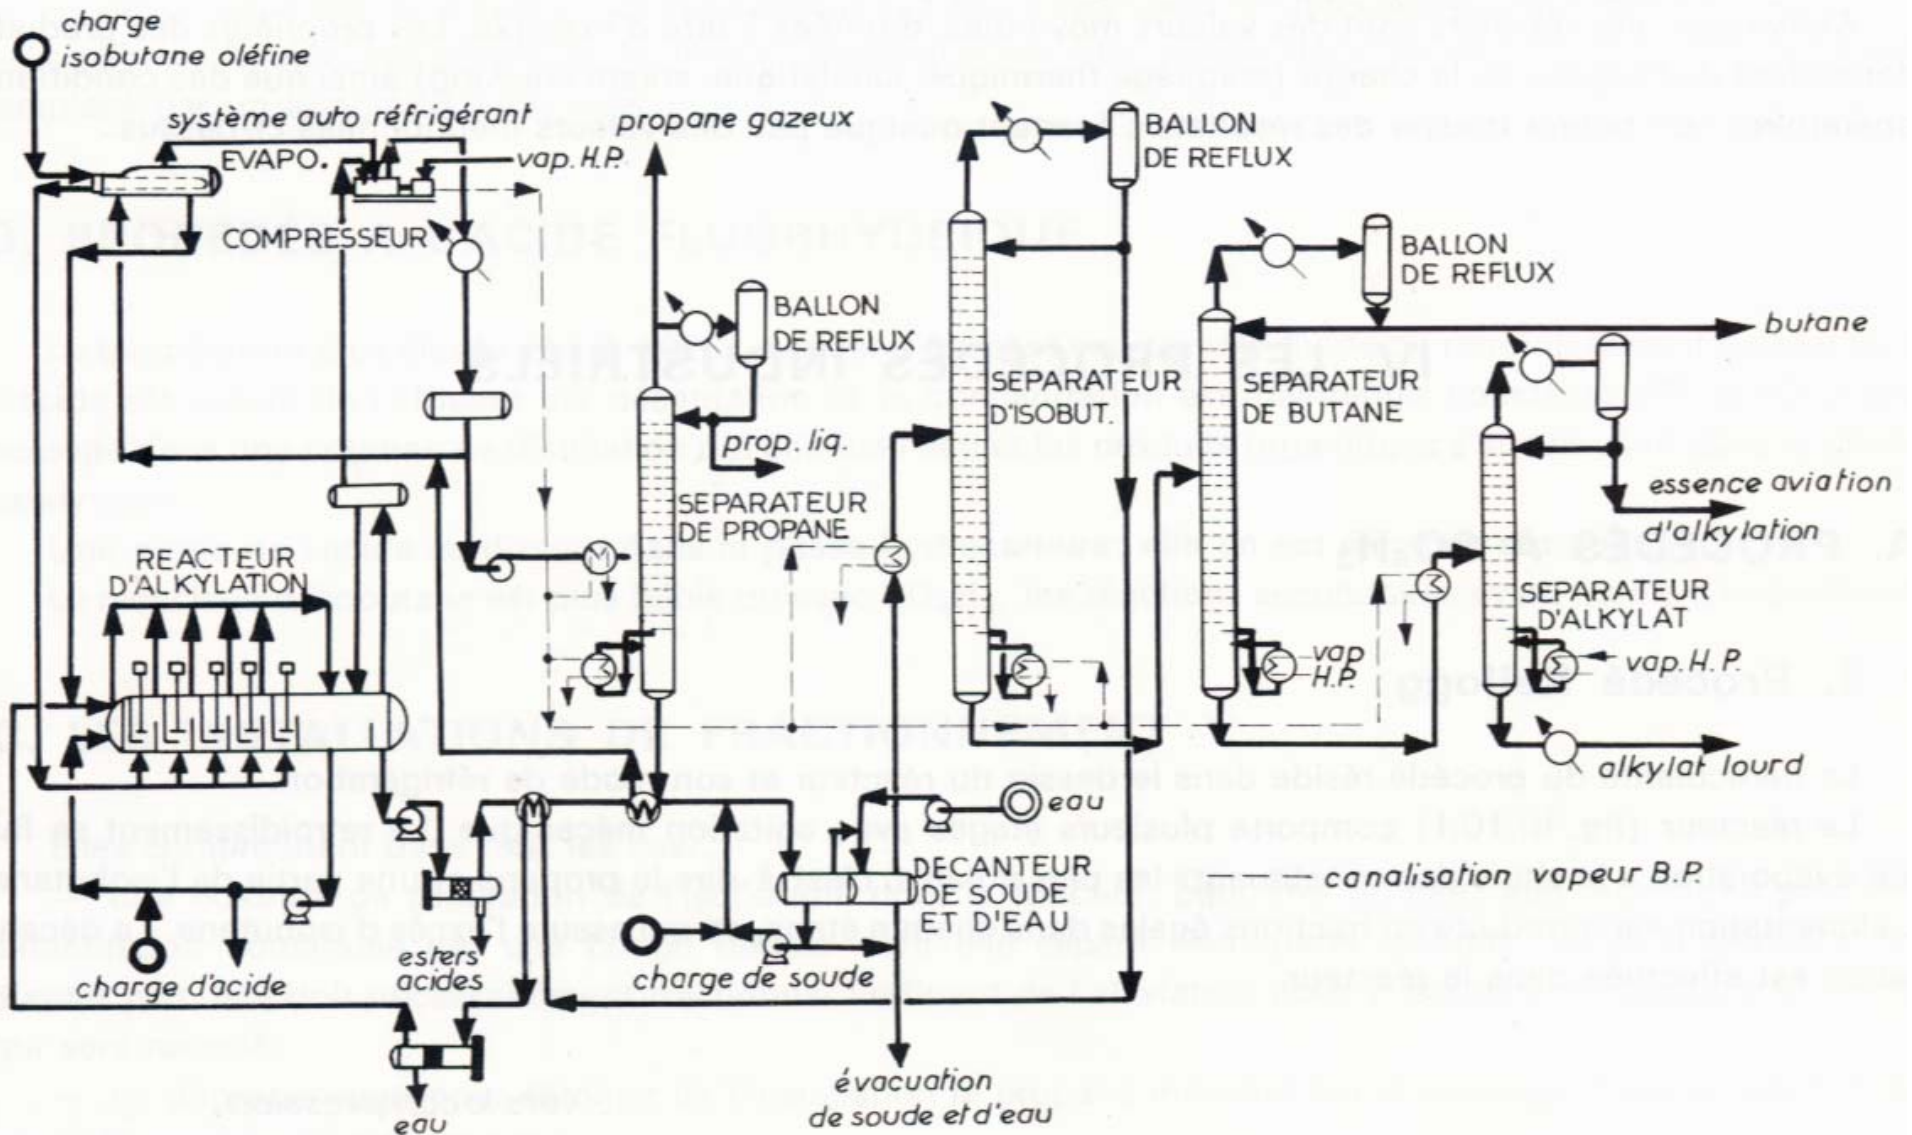 charge
isobutane oléfine
système auto réfrigérant
EVAPO.
vap. H.P.
COMPRESSEUR
propane gazeux
BALLON
DE REFLUX
BALLON
DE REFLUX
BALLON
DE REFLUX
butane
prop. liq.
SEPARATEUR
DE PROPANE
SEPARATEUR
D'ISOBUT.
SEPARATEUR
DE BUTANE
essence aviation
d'alkylation
SEPARATEUR
D'ALKYLAT
REACTEUR
D'ALKYLATION
vap
H.P.
vap. H. P.
alkylat lourd
eau
DECANTEUR
DE SOUDE
ET D'EAU
canalisation vapeur B.P.
charge d'acide
esters
acides
charge de soude
eau
évacuation
de soude et d'eau